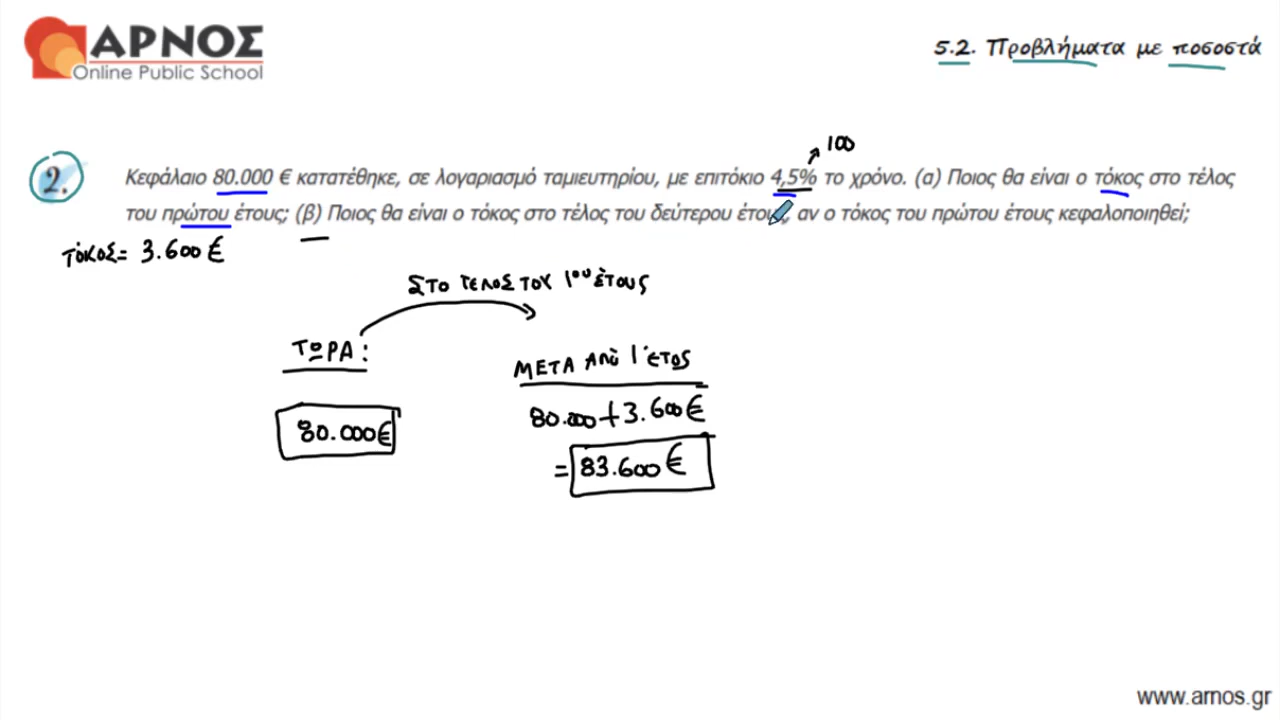 ΑΡΝΟΣ
Online Public School
5.2. Προβλήματα με ποσοστά
100
2. Κεφάλαιο 80.000 € κατατέθηκε, σε λογαριασμό ταμιευτηρίου, με επιτόκιο 4,5% το χρόνο. (α) Ποιος θα είναι ο τόκος στο τέλος
του πρώτου έτους; (β) Ποιος θα είναι ο τόκος στο τέλος του δεύτερου έτους, αν ο τόκος του πρώτου έτους κεφαλοποιηθεί;
ΤΌΚΟΣ = 3.600 €
ΣΤΟ ΤΕΛΟΣ ΤΟΥ 1ου έτους
ΤΩΡΑ:
ΜΕΤΑ ΑΠΟ 1 ΈΤΟΣ
80.000 + 3.600 €
80.000 €
= 83.600 €
www.arnos.gr